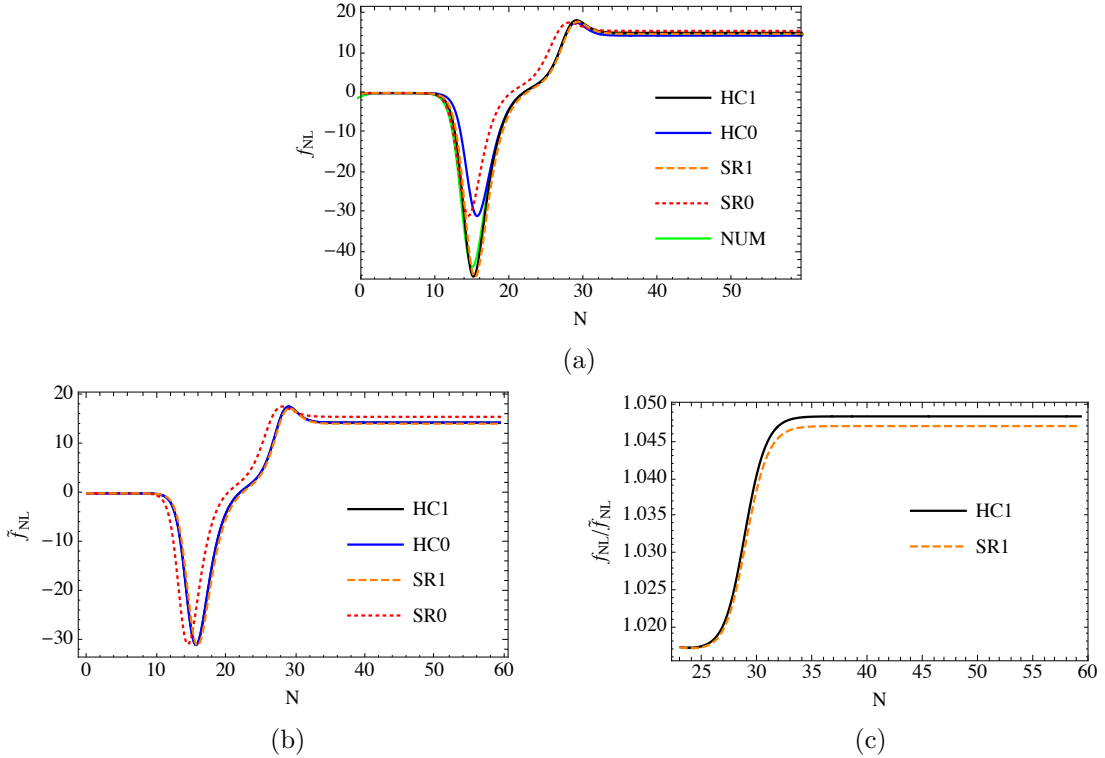 20
10
0
−10
−20
−30
−40
f_NL
HC1
HC0
SR1
SR0
NUM
0 10 20 30 40 50
N
(a)
20
10
0
−10
−20
−30
f̃_NL
HC1
HC0
SR1
SR0
0 10 20 30 40 50 60
N
(b)
1.050
1.045
1.040
1.035
1.030
1.025
1.020
f_NL/f̃_NL
HC1
SR1
25 30 35 40 45 50 55 60
N
(c)